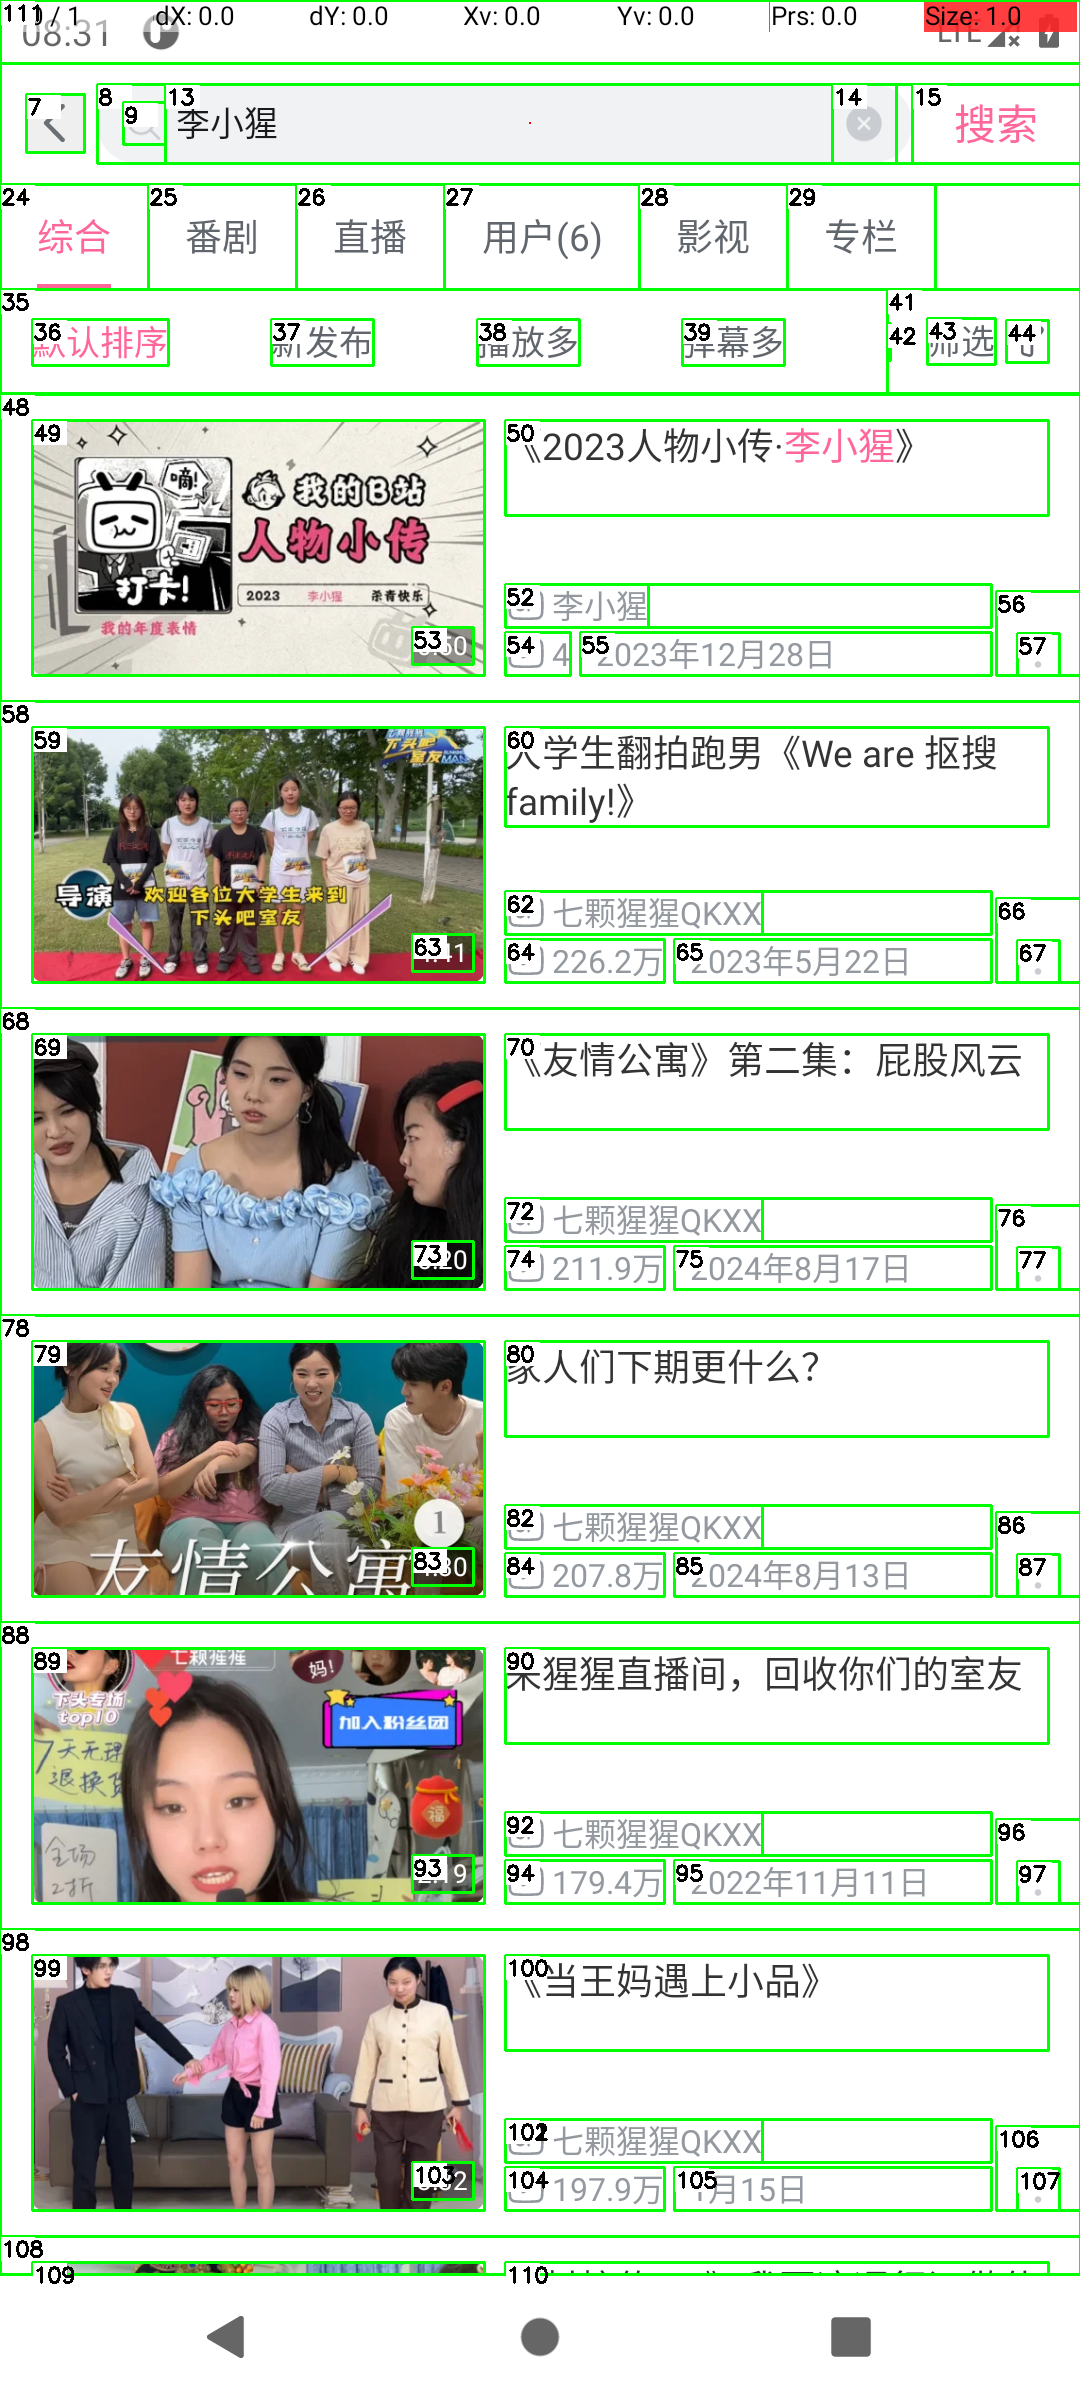 0 / 1 dX: 0.0 dY: 0.0 Xv: 0.0 Yv: 0.0 Prs: 0.0 Size: 1.0
111
08:31 LTE
7 8 9 13 李小猩 14 15 搜索
24 综合 25 番剧 26 直播 27 用户(6) 28 影视 29 专栏
35 36 默认排序 37 新发布 38 播放多 39 弹幕多 41 42 43 筛选 44
48
49 50 《2023人物小传·李小猩》
嘀!
我的B站
人物小传
打卡!
2023 李小猩 杀青快乐
我的年度表情
52 李小猩 56
53 54 4 55 2023年12月28日 57
58
59 60 大学生翻拍跑男《We are 抠搜
family!》
下头吧
室友
导演 欢迎各位大学生来到
下头吧室友
62 七颗猩猩QKXX 66
63 64 226.2万 65 2023年5月22日 67
68
69 70 《友情公寓》第二集：屁股风云
72 七颗猩猩QKXX 76
73 74 211.9万 75 2024年8月17日 77
78
79 80 家人们下期更什么?
1
友情公寓
82 七颗猩猩QKXX 86
83 84 207.8万 85 2024年8月13日 87
88
89 90 来猩猩直播间，回收你们的室友
七颗猩猩 妈!
下头专场
top10
加入粉丝团
7天无理
退换货
福
全场
2折
92 七颗猩猩QKXX 96
93 94 179.4万 95 2022年11月11日 97
98
99 100 《当王妈遇上小品》
102 七颗猩猩QKXX 106
103 104 197.9万 105 1月15日 107
108
109 110